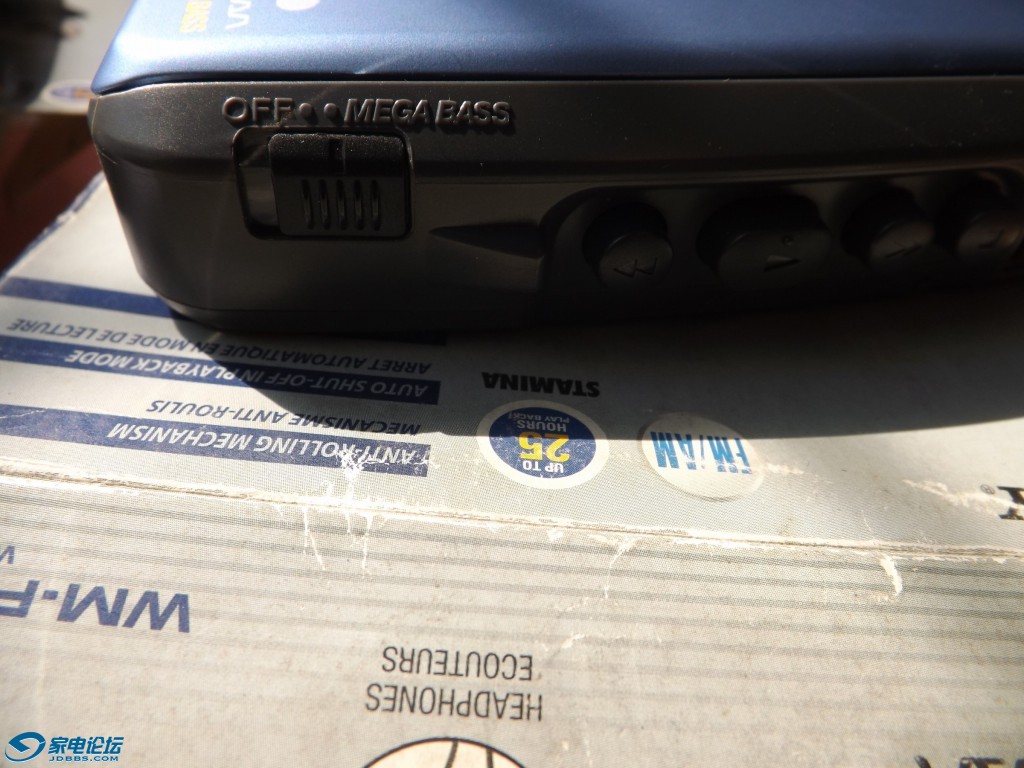 BASS
OFF • • MEGA BASS
ARRET AUTOMATIQUE EN MODE DE LECTURE
AUTO SHUT-OFF IN PLAYBACK MODE
MECANISME ANTI-ROULIS
ANTI-ROLLING MECHANISM
STAMINA
UP TO
25
HOURS
PLAY BACK!
FM/AM
WM-F
HEADPHONES
ECOUTEURS
家电论坛
JDBBS.COM